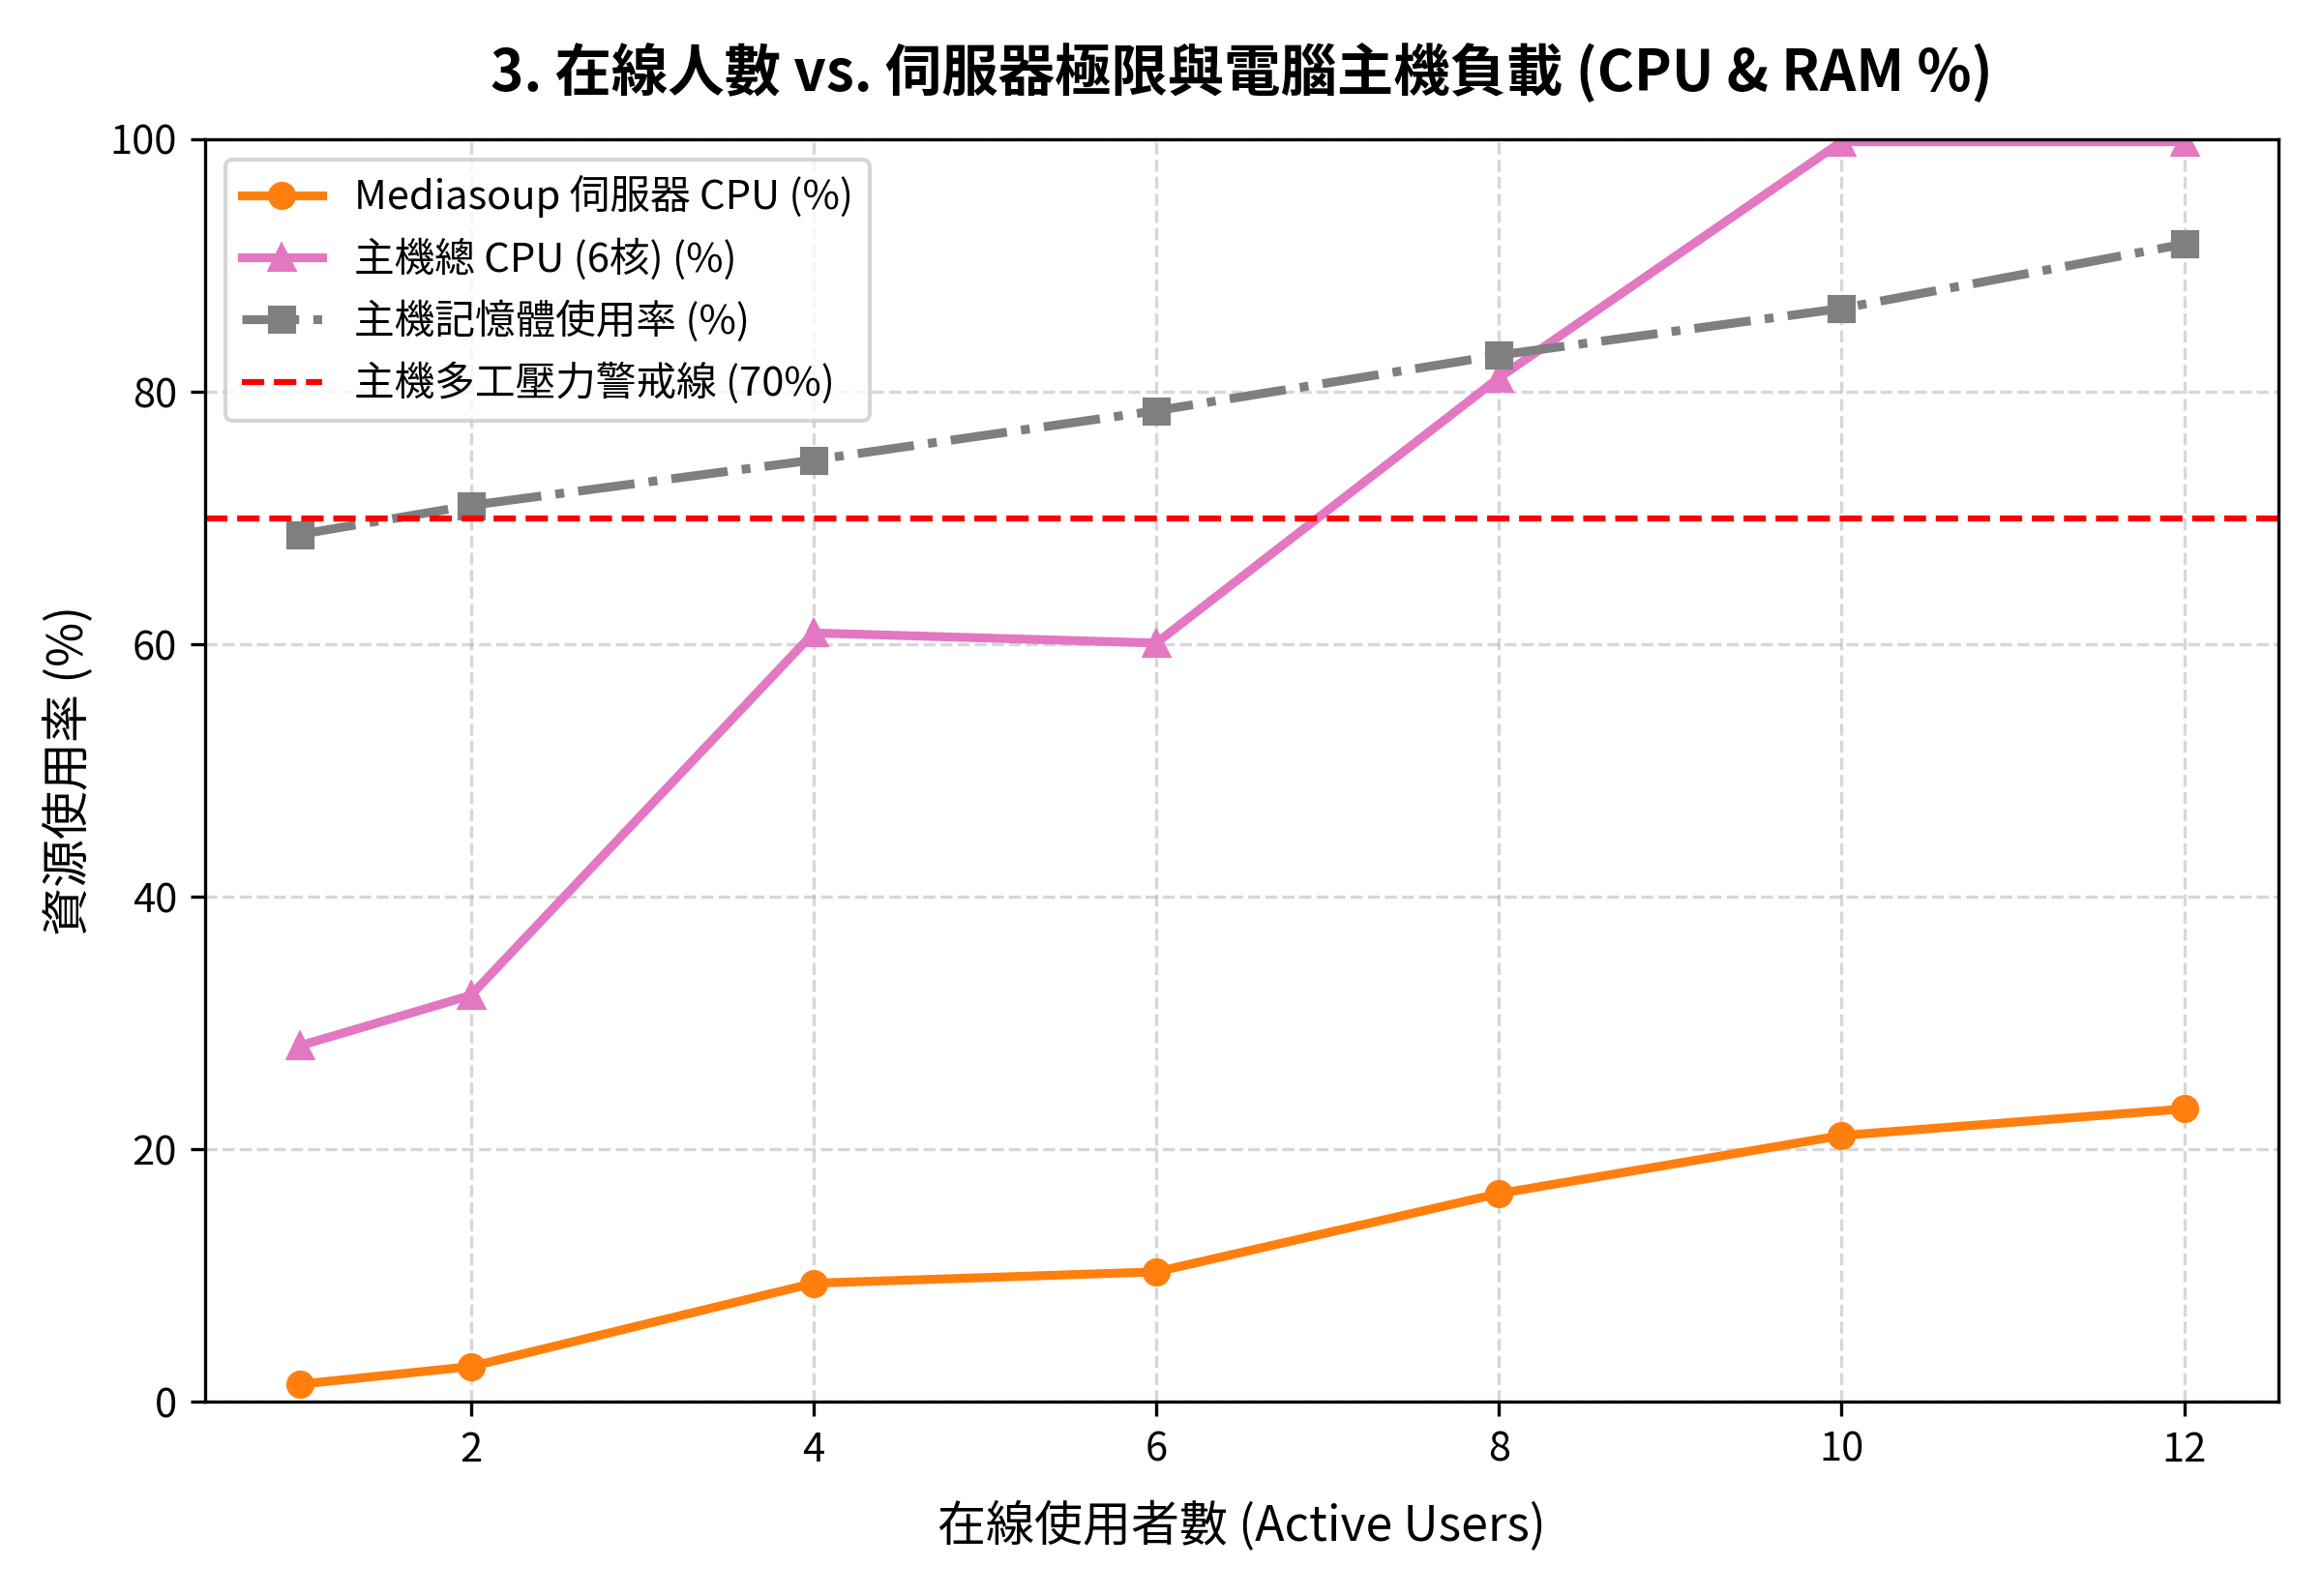 3. 在線人數 vs. 伺服器極限與電腦主機負載 (CPU & RAM %)
100
80
60
40
20
0
資源使用率 (%)
Mediasoup 伺服器 CPU (%)
主機總 CPU (6核) (%)
主機記憶體使用率 (%)
主機多工壓力警戒線 (70%)
2
4
6
8
10
12
在線使用者數 (Active Users)